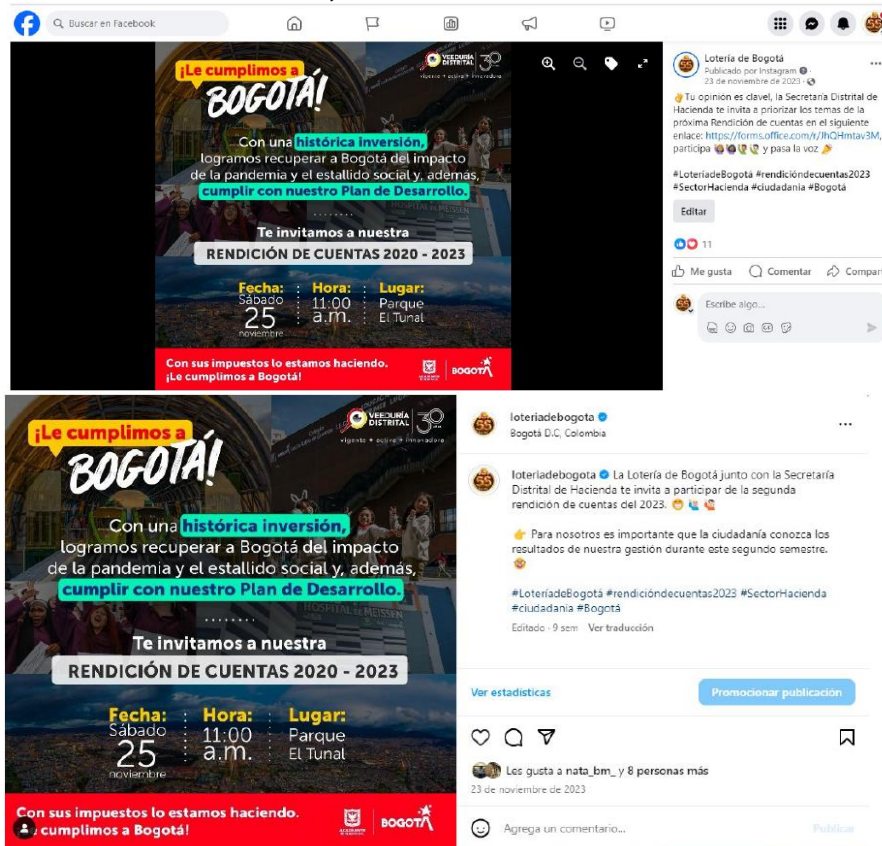 Buscar en Facebook
¡Le cumplimos a
BOGOTÁ!
VEEDURÍA
DISTRITAL
30
vigente + activa + innovadora
Con una histórica inversión,
logramos recuperar a Bogotá del impacto
de la pandemia y el estallido social y, además,
cumplir con nuestro Plan de Desarrollo.
HOSPITAL DE MEISSEN
Te invitamos a nuestra
RENDICIÓN DE CUENTAS 2020 - 2023
Fecha: Hora: Lugar:
Sábado 11:00 Parque
25 a.m. El Tunal
noviembre
Con sus impuestos lo estamos haciendo.
¡Le cumplimos a Bogotá!
BOGOTÁ
Lotería de Bogotá
Publicado por Instagram
23 de noviembre de 2023
Tu opinión es clave!, la Secretaría Distrital de
Hacienda te invita a priorizar los temas de la
próxima Rendición de cuentas en el siguiente
enlace: https://forms.office.com/r/JhQHmtav3M,
participa y pasa la voz
#LoteríadeBogotá #rendicióndecuentas2023
#SectorHacienda #ciudadanía #Bogotá
Editar
11
Me gusta Comentar Compart
Escribe algo...
¡Le cumplimos a
BOGOTÁ!
VEEDURÍA
DISTRITAL
30
vigente + activa + innovadora
Con una histórica inversión,
logramos recuperar a Bogotá del impacto
de la pandemia y el estallido social y, además,
cumplir con nuestro Plan de Desarrollo.
HOSPITAL DE MEISSEN
Te invitamos a nuestra
RENDICIÓN DE CUENTAS 2020 - 2023
Fecha: Hora: Lugar:
Sábado 11:00 Parque
25 a.m. El Tunal
noviembre
Con sus impuestos lo estamos haciendo.
cumplimos a Bogotá!
BOGOTÁ
loteriadebogota
Bogotá D.C, Colombia
loteriadebogota La Lotería de Bogotá junto con la Secretaría
Distrital de Hacienda te invita a participar de la segunda
rendición de cuentas del 2023.
Para nosotros es importante que la ciudadanía conozca los
resultados de nuestra gestión durante este segundo semestre.
#LoteríadeBogotá #rendicióndecuentas2023 #SectorHacienda
#ciudadania #Bogotá
Editado · 9 sem Ver traducción
Ver estadísticas
Promocionar publicación
Les gusta a nata_bm_ y 8 personas más
23 de noviembre de 2023
Agrega un comentario...
Publicar